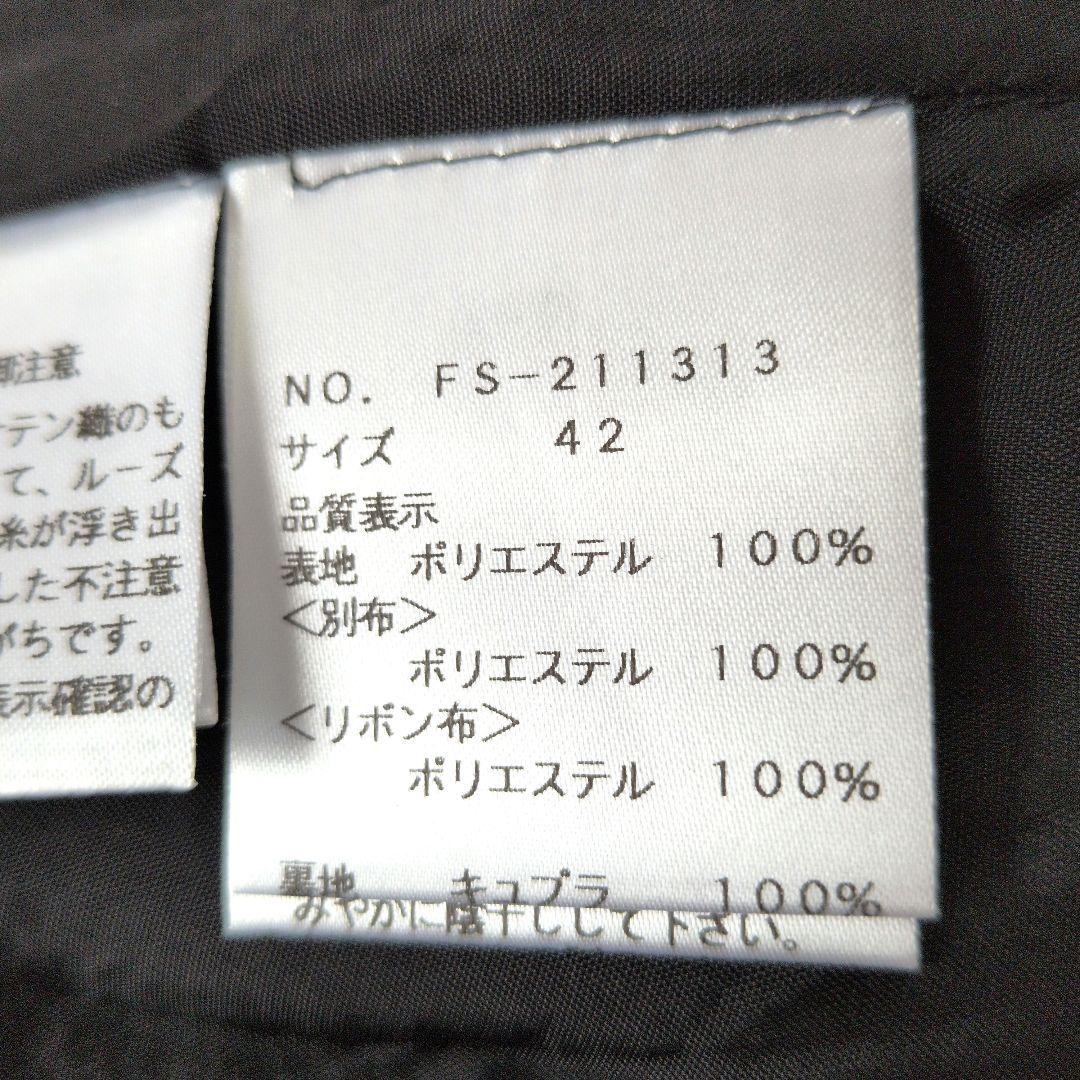 取扱注意
ーテン織のも
て、ルーズ
糸が浮き出
した不注意
がちです。
表示確認の
NO. FS-211313
サイズ 42
品質表示
表地 ポリエステル 100%
<別布>
ポリエステル 100%
<リボン布>
ポリエステル 100%
裏地 キュプラ 100%
みやかに陰干しして下さい。